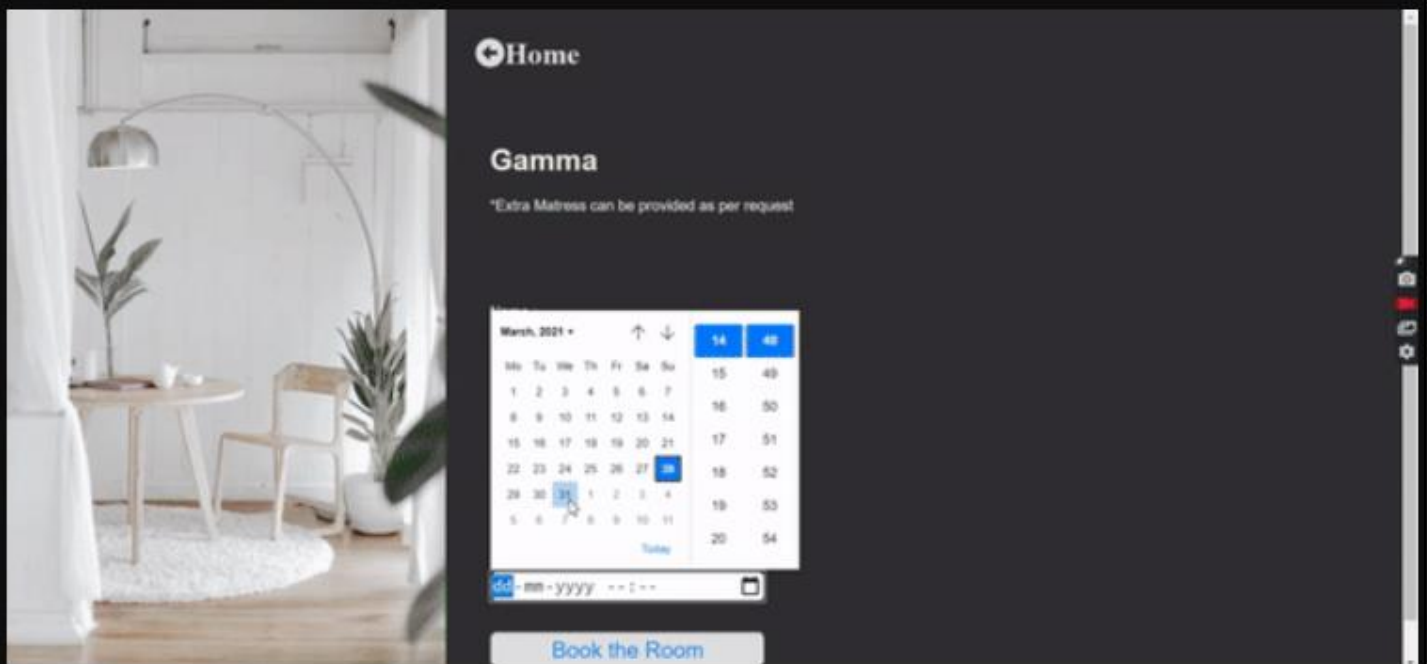 Home
Gamma
*Extra Matress can be provided as per request
March, 2021
Mo Tu We Th Fr Sa Su
1 2 3 4 5 6 7
8 9 10 11 12 13 14
15 16 17 18 19 20 21
22 23 24 25 26 27 28
29 30 31 1 2 3 4
5 6 7 8 9 10 11
Today
14 48
15 49
16 50
17 51
18 52
19 53
20 54
dd-mm-yyyy --:--
Book the Room